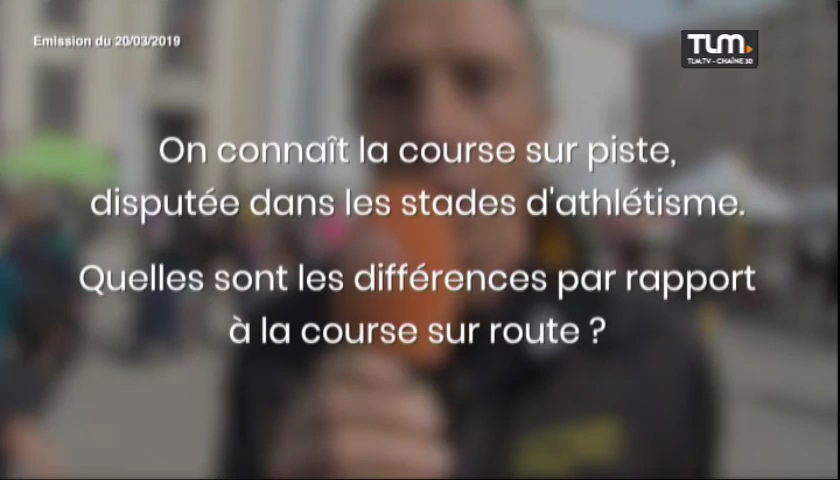 Emission du 20/03/2019
TLM
TLM.TV - CHAÎNE 30
On connaît la course sur piste,
disputée dans les stades d'athlétisme.
Quelles sont les différences par rapport
à la course sur route ?